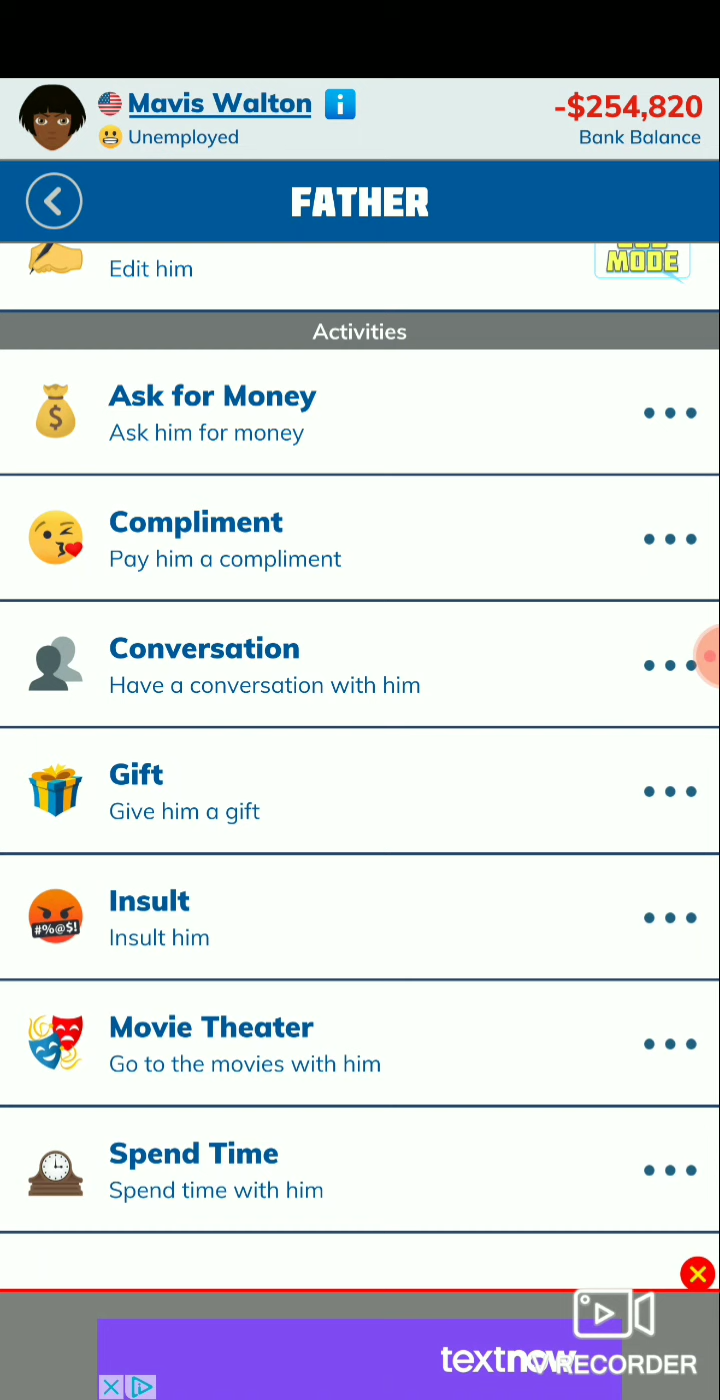 Mavis Walton
-$254,820
Unemployed
Bank Balance
FATHER
Edit him
MODE
Activities
Ask for Money
Ask him for money
Compliment
Pay him a compliment
Conversation
Have a conversation with him
Gift
Give him a gift
#%@$!
Insult
Insult him
Movie Theater
Go to the movies with him
Spend Time
Spend time with him
textnow
RECORDER